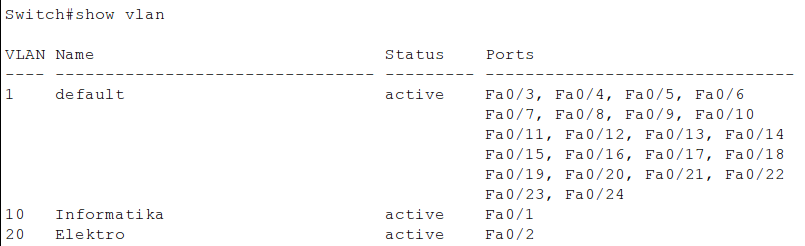 Switch#show vlan
VLAN Name                             Status    Ports
---- -------------------------------- --------- -------------------------------
1    default                          active    Fa0/3, Fa0/4, Fa0/5, Fa0/6
                                                Fa0/7, Fa0/8, Fa0/9, Fa0/10
                                                Fa0/11, Fa0/12, Fa0/13, Fa0/14
                                                Fa0/15, Fa0/16, Fa0/17, Fa0/18
                                                Fa0/19, Fa0/20, Fa0/21, Fa0/22
                                                Fa0/23, Fa0/24
10   Informatika                      active    Fa0/1
20   Elektro                          active    Fa0/2